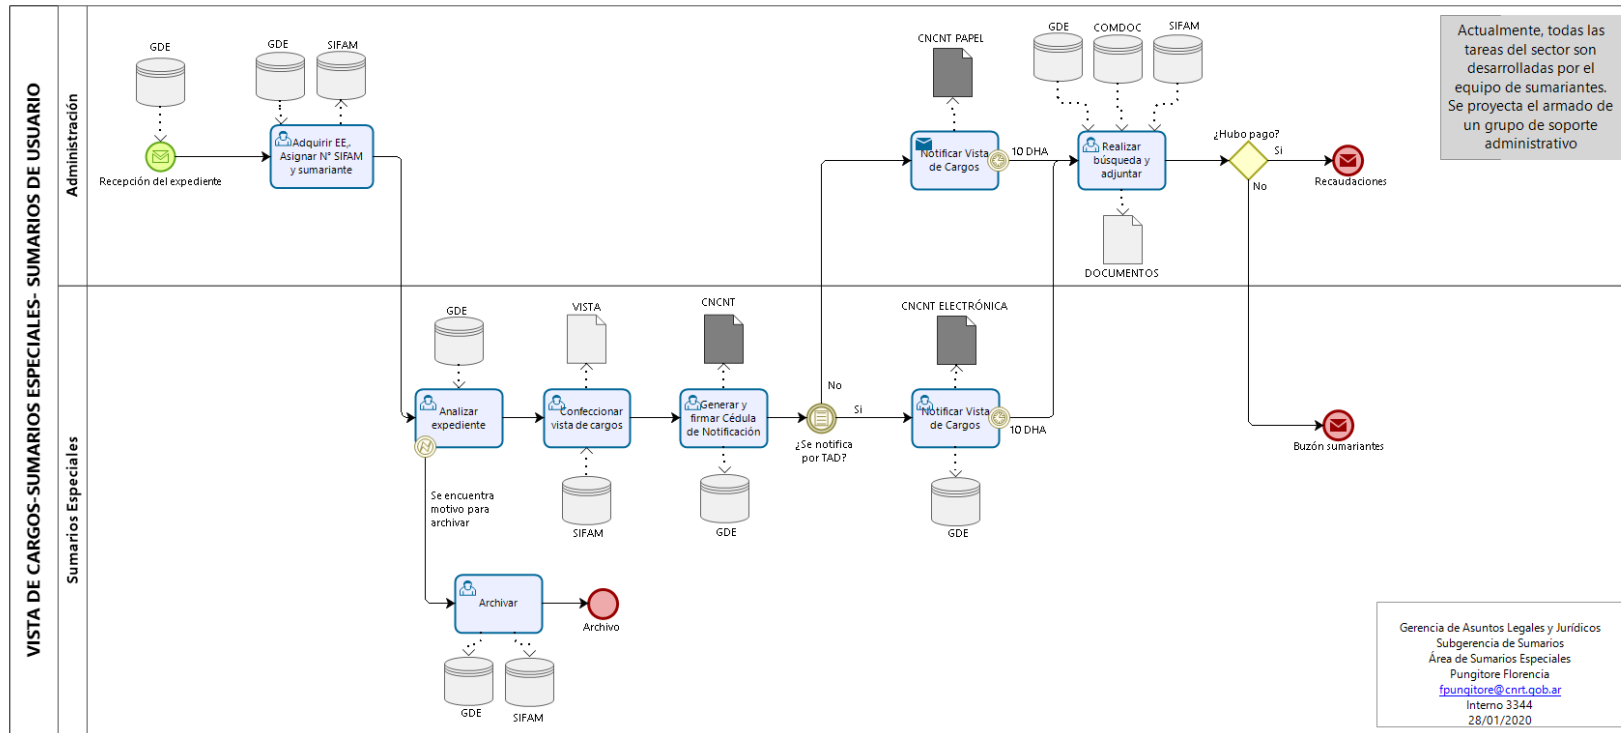 VISTA DE CARGOS-SUMARIOS ESPECIALES- SUMARIOS DE USUARIO
Administración
GDE
Recepción del expediente
GDE
SIFAM
Adquirir EE,.
Asignar N° SIFAM
y sumariante
CNCNT PAPEL
Notificar Vista
de Cargos
10 DHA
GDE
COMDOC
SIFAM
Realizar
búsqueda y
adjuntar
DOCUMENTOS
¿Hubo pago?
Si
No
Recaudaciones
Actualmente, todas las
tareas del sector son
desarrolladas por el
equipo de sumariantes.
Se proyecta el armado de
un grupo de soporte
administrativo
Sumarios Especiales
GDE
Analizar
expediente
Se encuentra
motivo para
archivar
VISTA
Confeccionar
vista de cargos
SIFAM
CNCNT
Generar y
firmar Cédula
de Notificación
GDE
No
Si
¿Se notifica
por TAD?
CNCNT ELECTRÓNICA
Notificar Vista
de Cargos
10 DHA
GDE
Buzón sumariantes
Archivar
Archivo
GDE
SIFAM
Gerencia de Asuntos Legales y Jurídicos
Subgerencia de Sumarios
Área de Sumarios Especiales
Pungitore Florencia
fpungitore@cnrt.gob.ar
Interno 3344
28/01/2020